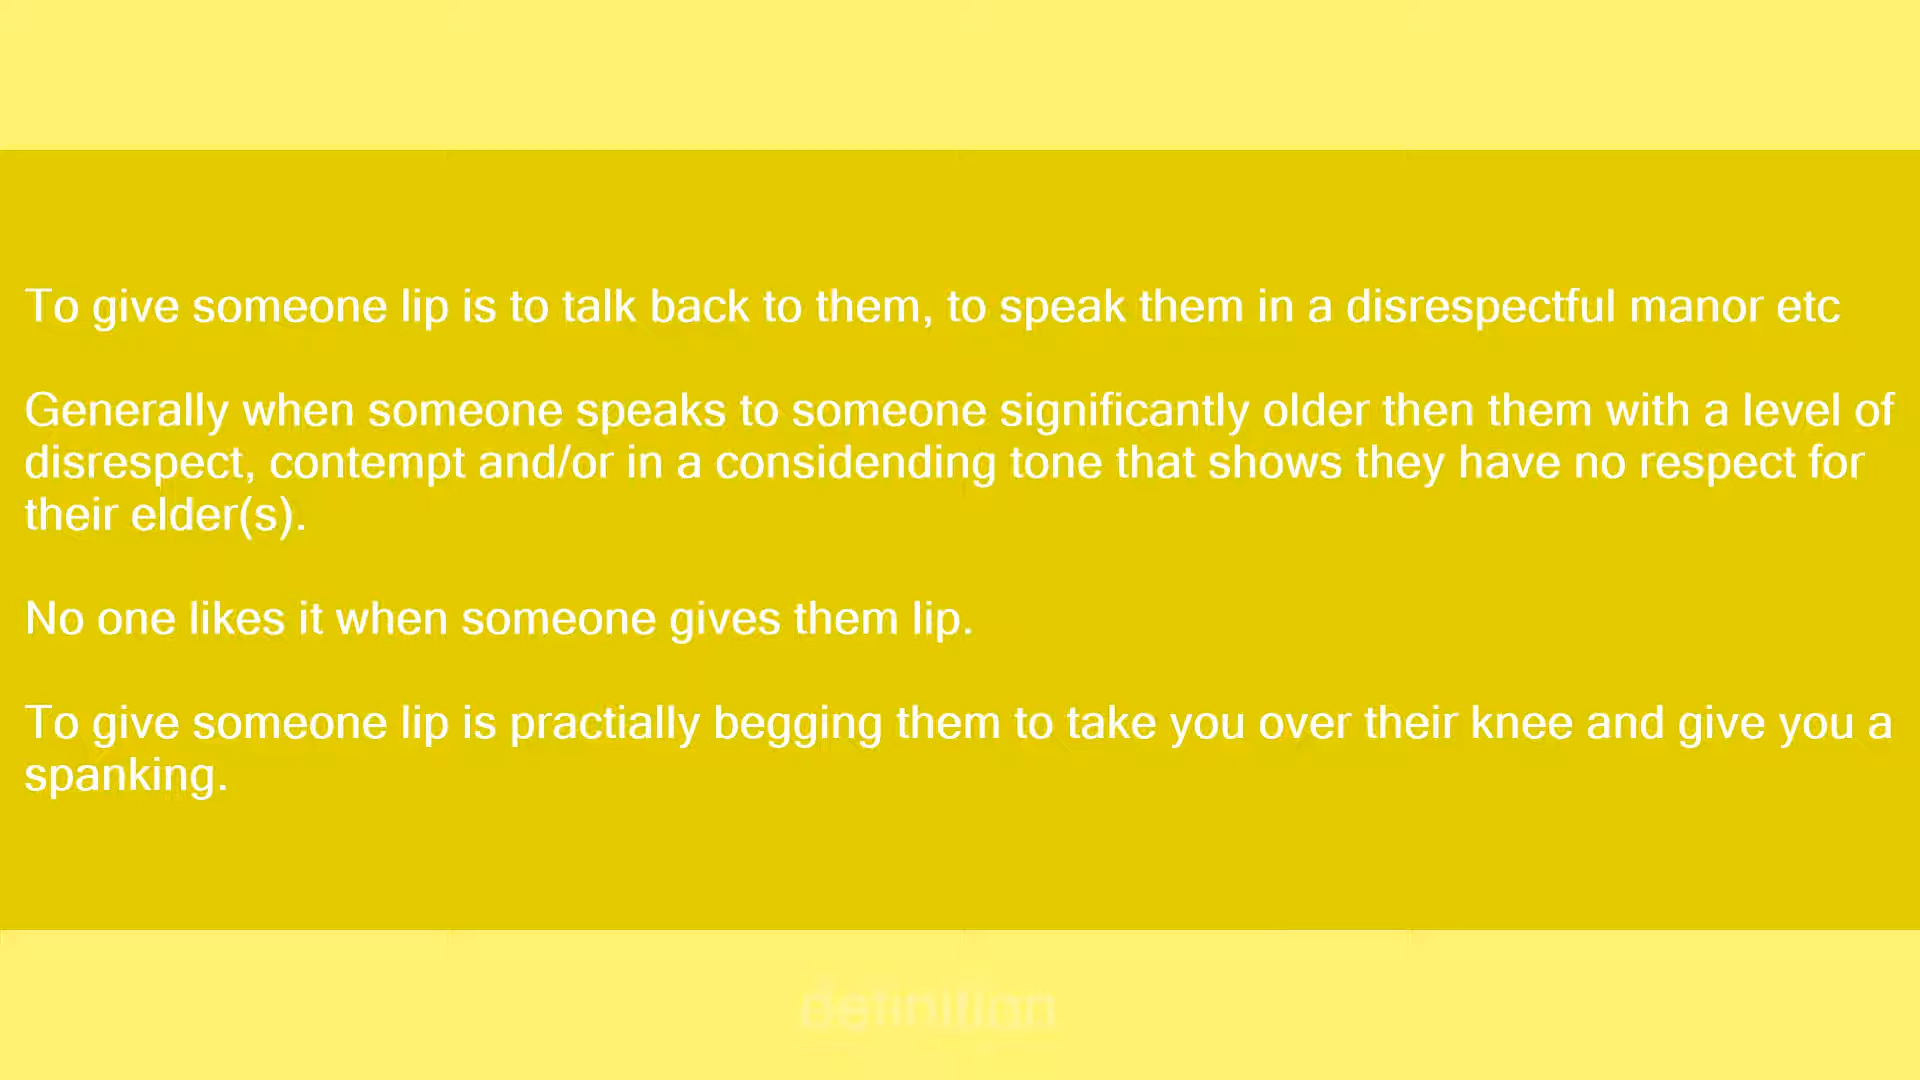 To give someone lip is to talk back to them, to speak them in a disrespectful manor etc
Generally when someone speaks to someone significantly older then them with a level of
disrespect, contempt and/or in a considending tone that shows they have no respect for
their elder(s).
No one likes it when someone gives them lip.
To give someone lip is practially begging them to take you over their knee and give you a
spanking.
definition